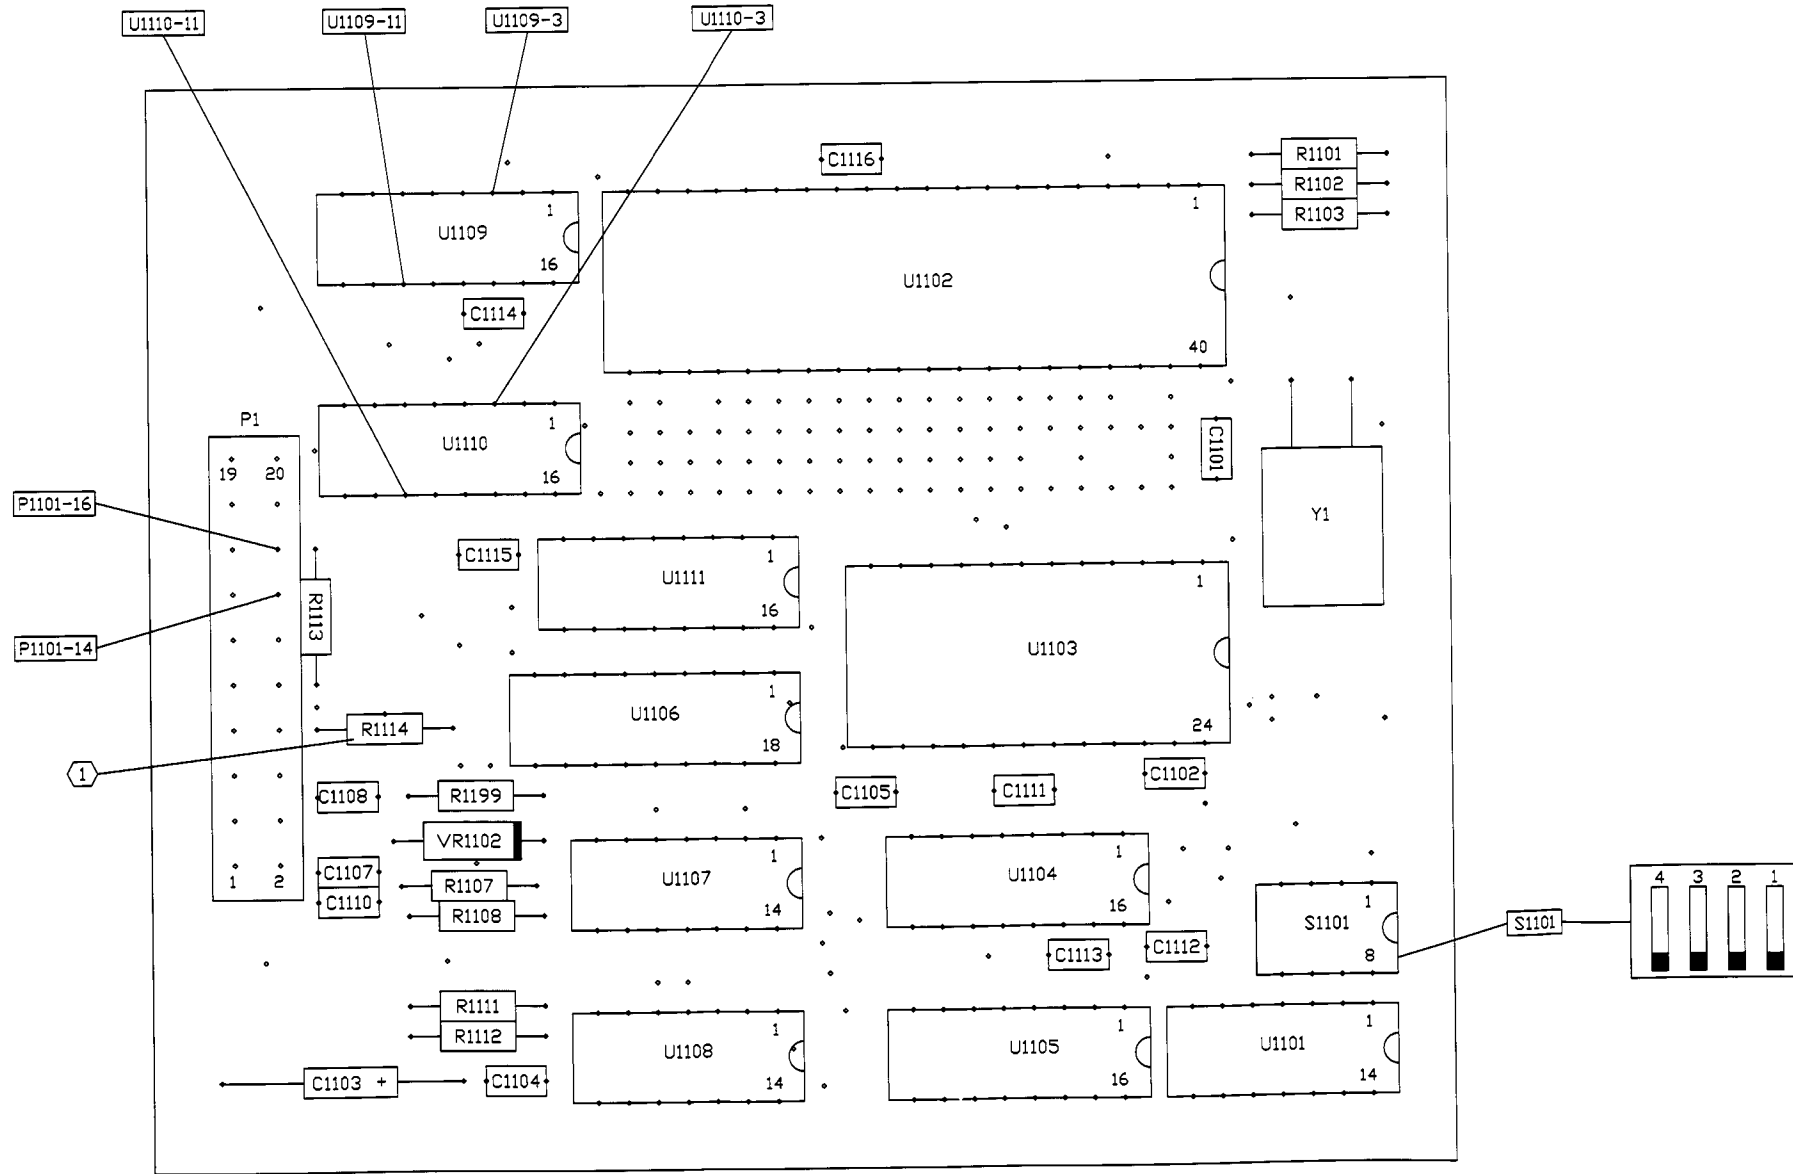 U1110-11 U1109-11 U1109-3 U1110-3
C1116
R1101
R1102
R1103
1
U1109
16
1
U1102
40
C1114
P1
19 20
1
U1110
16
C1101
Y1
P1101-16
P1101-14
C1115
1
U1111
16
R1113
1
U1103
24
1
U1106
18
R1114
1
C1108
R1199
C1105
C1111
C1102
VR1102
C1107
C1110
R1107
R1108
1 2
1
U1107
14
1
U1104
16
1
S1101
8
S1101
4 3 2 1
C1113
C1112
R1111
R1112
1
U1108
14
1
U1105
16
1
U1101
14
C1103 +
C1104